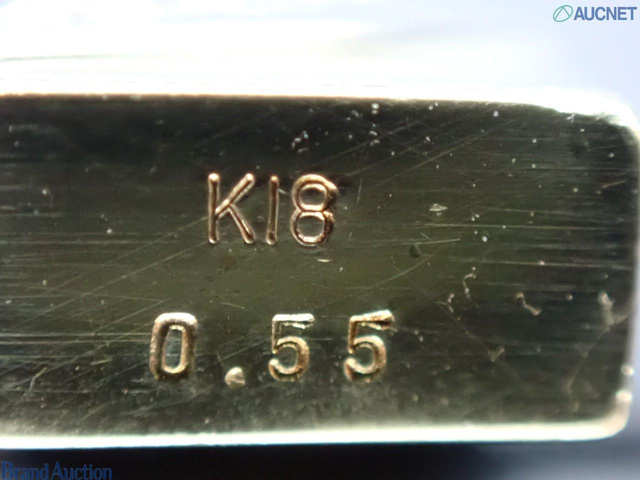 AUCNET
K18
0.55
Brand Auction